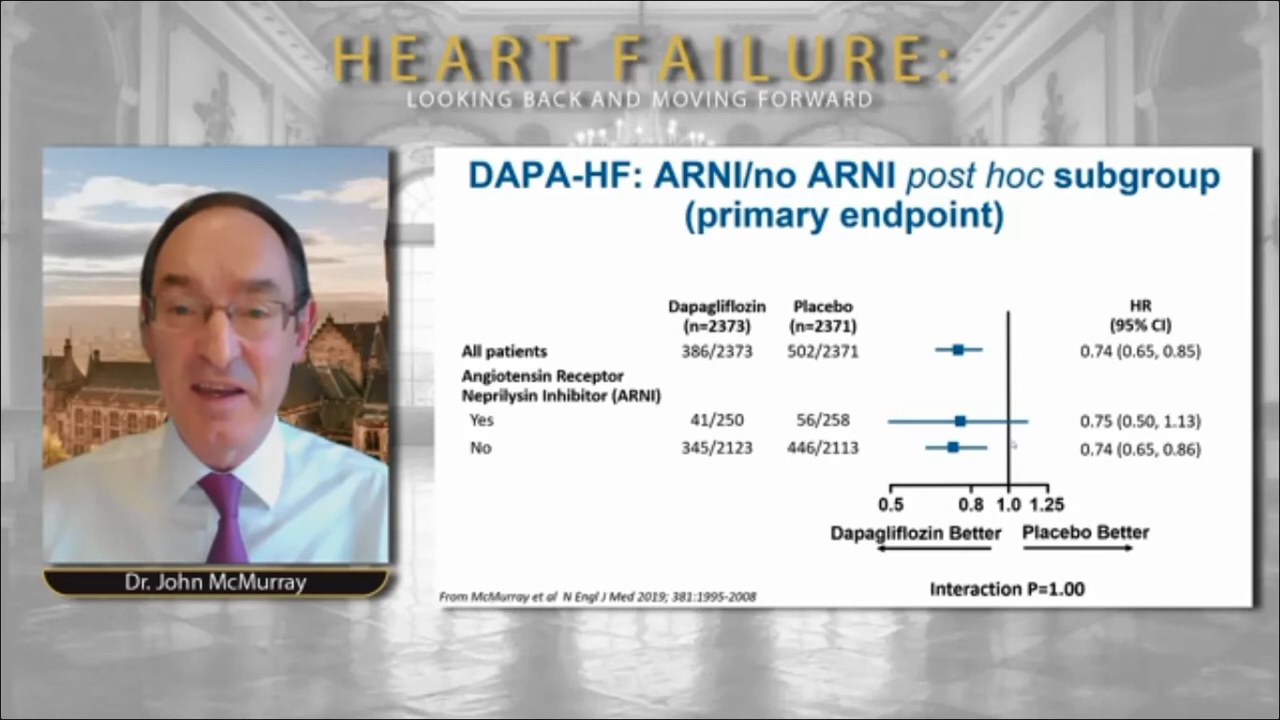 HEART FAILURE:
LOOKING BACK AND MOVING FORWARD
DAPA-HF: ARNI/no ARNI post hoc subgroup
(primary endpoint)
Dapagliflozin Placebo HR
(n=2373) (n=2371) (95% CI)
All patients 386/2373 502/2371 0.74 (0.65, 0.85)
Angiotensin Receptor
Neprilysin Inhibitor (ARNI)
Yes 41/250 56/258 0.75 (0.50, 1.13)
No 345/2123 446/2113 0.74 (0.65, 0.86)
0.5 0.8 1.0 1.25
Dapagliflozin Better Placebo Better
Interaction P=1.00
From McMurray et al N Engl J Med 2019; 381:1995-2008
Dr. John McMurray